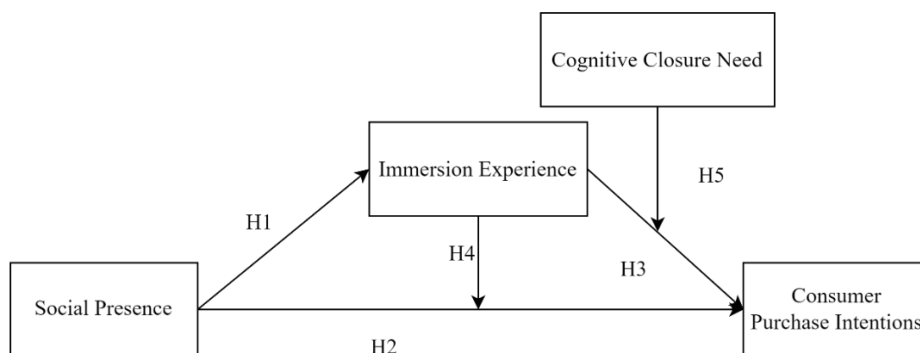 Cognitive Closure Need
Immersion Experience
H5
H1
H4
H3
Social Presence
Consumer
Purchase Intentions
H2